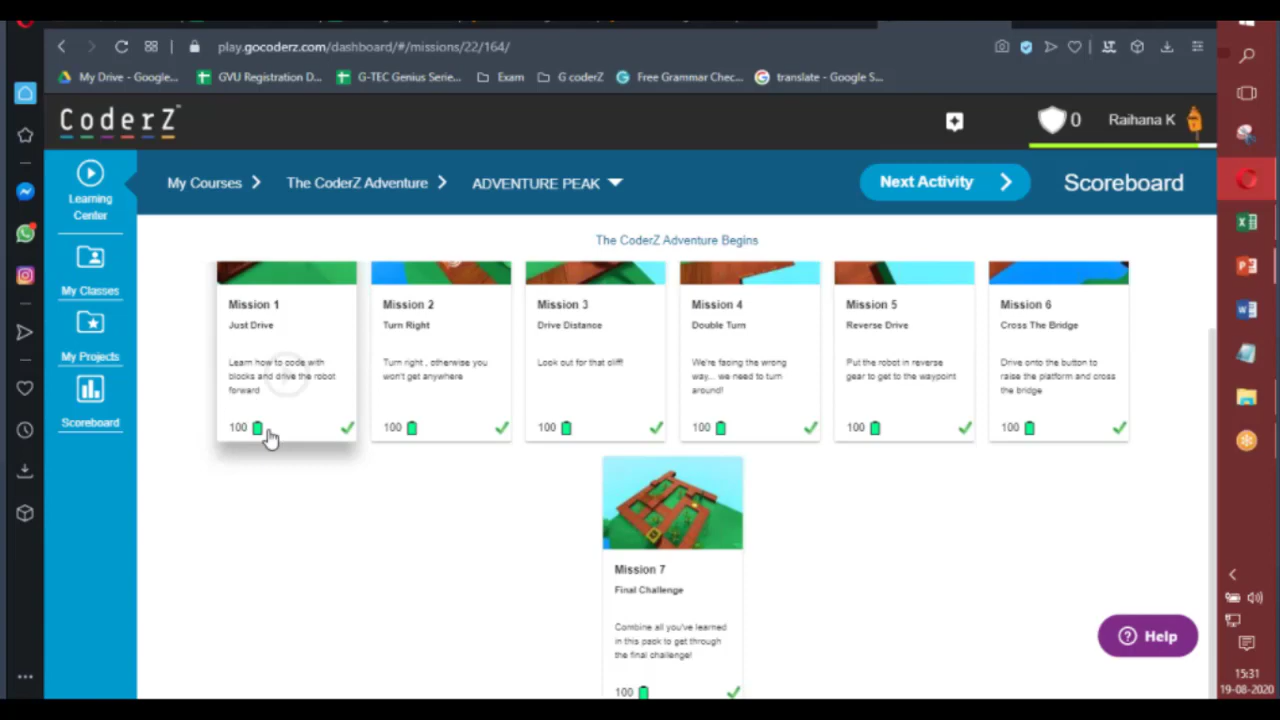 play.gocoderz.com/dashboard/#/missions/22/164/
My Drive - Google...
GVU Registration D...
G-TEC Genius Serie...
Exam
G coderZ
Free Grammar Chec...
translate - Google S...
CoderZ™
0
Raihana K
Learning
Center
My Classes
My Projects
Scoreboard
My Courses
The CoderZ Adventure
ADVENTURE PEAK
Next Activity
Scoreboard
The CoderZ Adventure Begins
Mission 1
Just Drive
Learn how to code with
blocks and drive the robot
forward
100
Mission 2
Turn Right
Turn right , otherwise you
won't get anywhere
100
Mission 3
Drive Distance
Look out for that cliff!
100
Mission 4
Double Turn
We're facing the wrong
way... we need to turn
around!
100
Mission 5
Reverse Drive
Put the robot in reverse
gear to get to the waypoint
100
Mission 6
Cross The Bridge
Drive onto the button to
raise the platform and cross
the bridge
100
Mission 7
Final Challenge
Combine all you've learned
in this pack to get through
the final challenge!
100
Help
15:31
19-08-2020